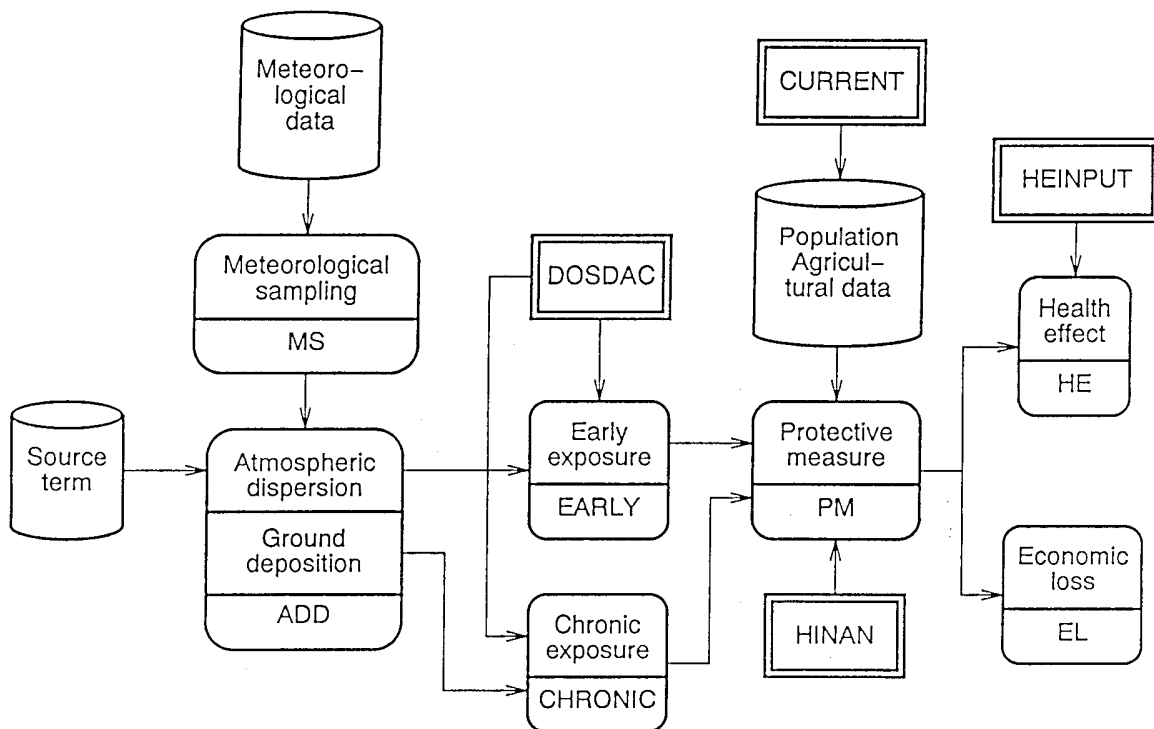 Meteoro-
logical
data
CURRENT
HEINPUT
Meteorological
sampling
MS
DOSDAC
Population
Agricul-
tural data
Health
effect
HE
Source
term
Atmospheric
dispersion
Ground
deposition
ADD
Early
exposure
EARLY
Protective
measure
PM
Chronic
exposure
CHRONIC
HINAN
Economic
loss
EL